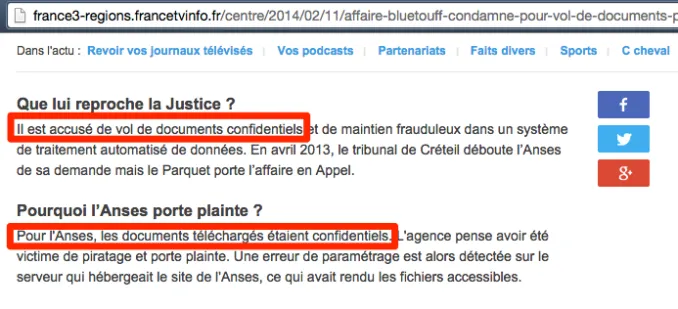 france3-regions.francetvinfo.fr/centre/2014/02/11/affaire-bluetouff-condamne-pour-vol-de-documents-p
Dans l'actu : Revoir vos journaux télévisés Vos podcasts Partenariats Faits divers Sports C cheval
Que lui reproche la Justice ?
Il est accusé de vol de documents confidentiels et de maintien frauduleux dans un système
de traitement automatisé de données. En avril 2013, le tribunal de Créteil déboute l'Anses
de sa demande mais le Parquet porte l'affaire en Appel.
Pourquoi l'Anses porte plainte ?
Pour l'Anses, les documents téléchargés étaient confidentiels. L'agence pense avoir été
victime de piratage et porte plainte. Une erreur de paramétrage est alors détectée sur le
serveur qui hébergeait le site de l'Anses, ce qui avait rendu les fichiers accessibles.
f
g+